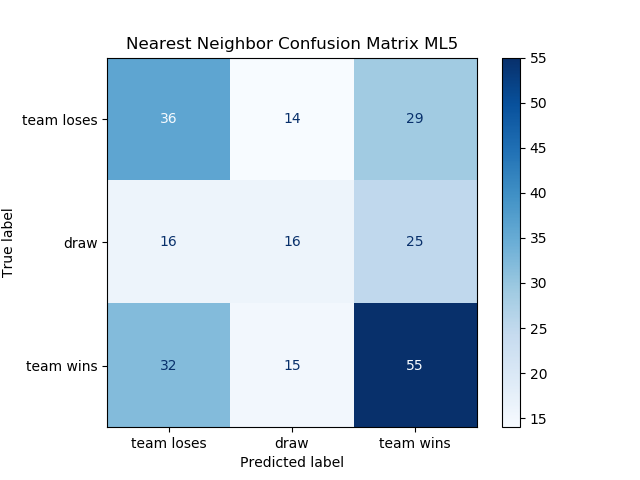 Nearest Neighbor Confusion Matrix ML5
True label
team loses
36 14 29
draw
16 16 25
team wins
32 15 55
team loses draw team wins
Predicted label
55
50
45
40
35
30
25
20
15